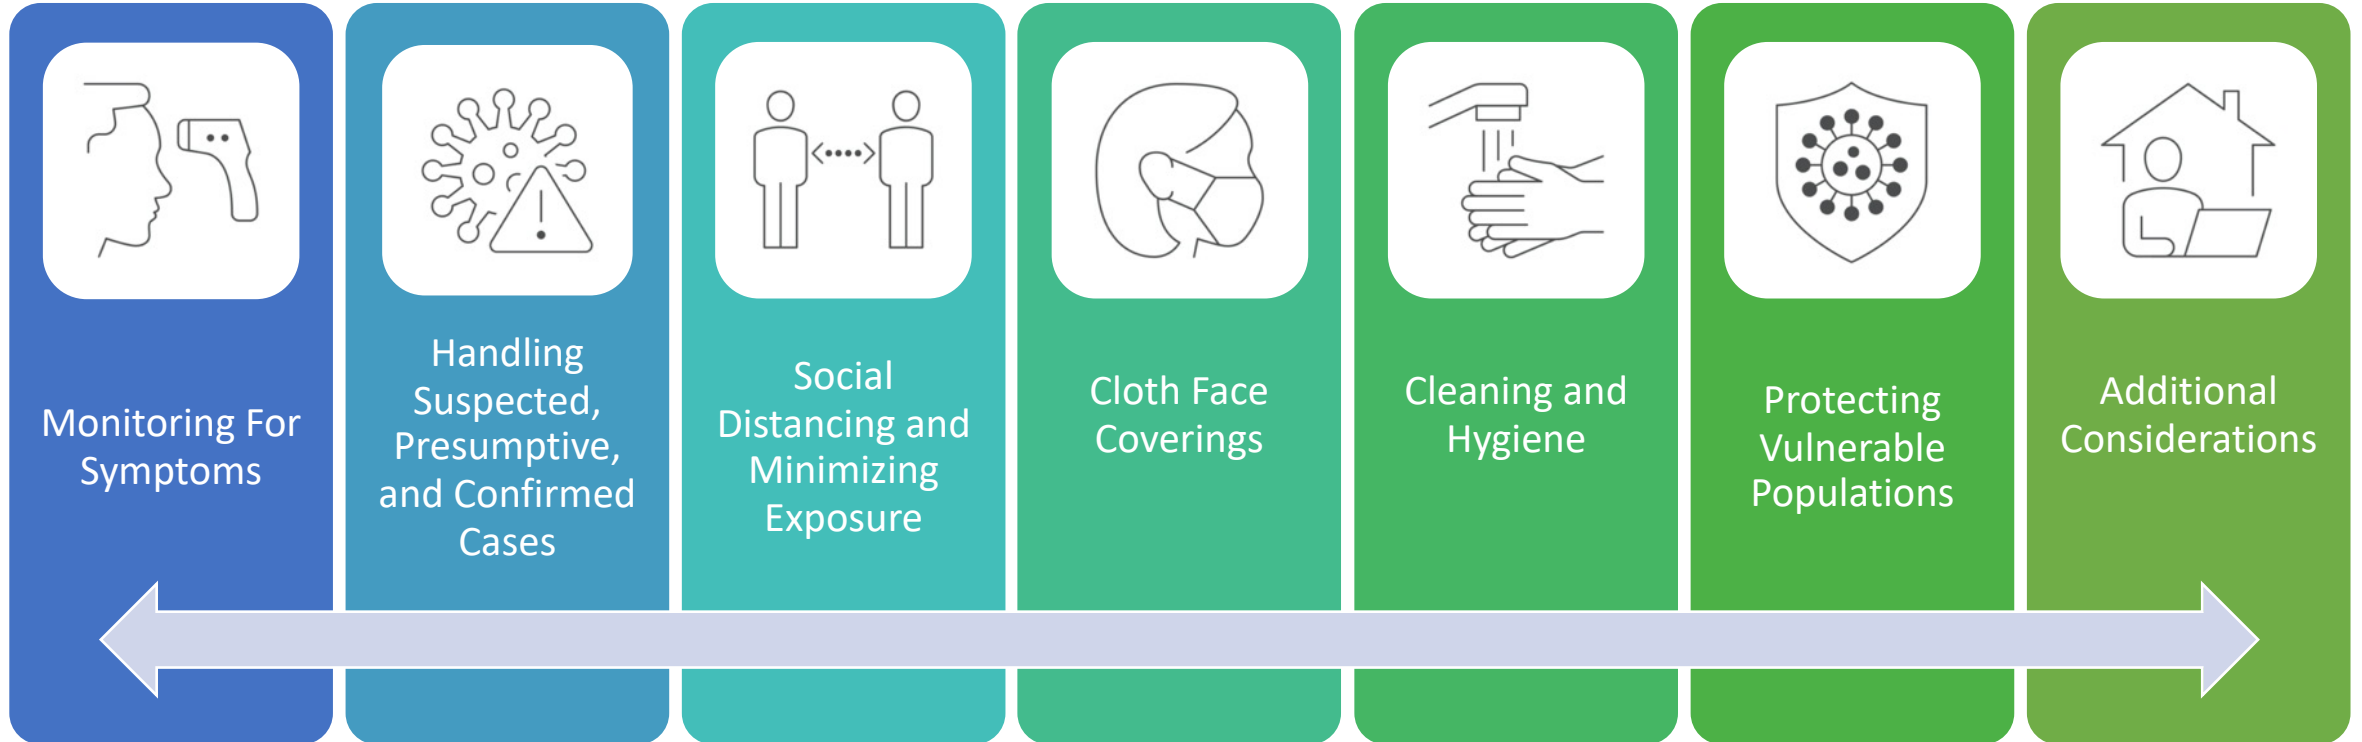 Monitoring For
Symptoms
Handling
Suspected,
Presumptive,
and Confirmed
Cases
Social
Distancing and
Minimizing
Exposure
Cloth Face
Coverings
Cleaning and
Hygiene
Protecting
Vulnerable
Populations
Additional
Considerations